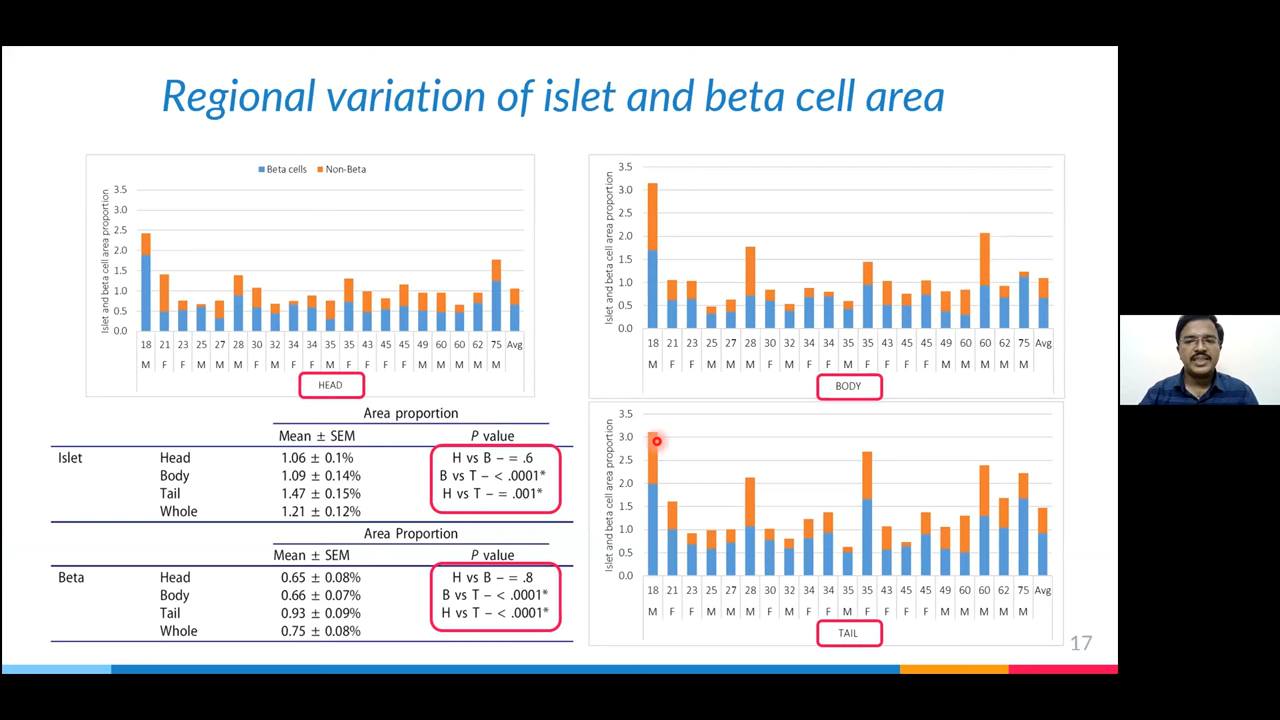 Regional variation of islet and beta cell area
Beta cells Non-Beta
Islet and beta cell area proportion
3.5
3.0
2.5
2.0
1.5
1.0
0.5
0.0
18 21 23 25 27 28 30 32 34 34 35 35 43 45 45 49 60 60 62 75 Avg
M F F M M M F M F F M F F F F M M M M M
HEAD
Islet and beta cell area proportion
3.5
3.0
2.5
2.0
1.5
1.0
0.5
0.0
18 21 23 25 27 28 30 32 34 34 35 35 43 45 45 49 60 60 62 75 Avg
M F F M M M F M F F M F F F F M M M M M
BODY
Area proportion
Mean ± SEM P value
Islet Head 1.06 ± 0.1% H vs B – = .6
Body 1.09 ± 0.14% B vs T – < .0001*
Tail 1.47 ± 0.15% H vs T – = .001*
Whole 1.21 ± 0.12%
Area Proportion
Mean ± SEM P value
Beta Head 0.65 ± 0.08% H vs B – = .8
Body 0.66 ± 0.07% B vs T – < .0001*
Tail 0.93 ± 0.09% H vs T – < .0001*
Whole 0.75 ± 0.08%
Islet and beta cell area proportion
3.5
3.0
2.5
2.0
1.5
1.0
0.5
0.0
18 21 23 25 27 28 30 32 34 34 35 35 43 45 45 49 60 60 62 75 Avg
M F F M M M F M F F M F F F F M M M M M
TAIL
17